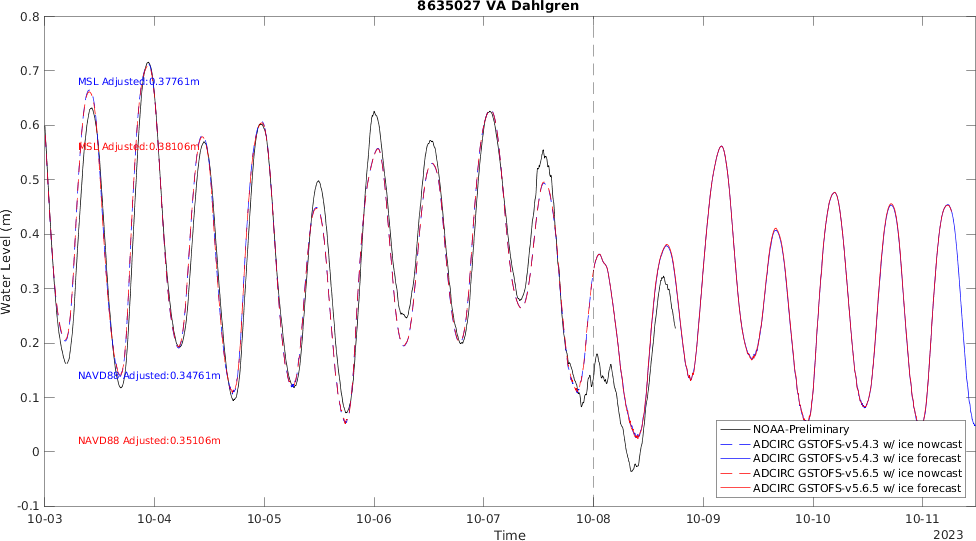 8635027 VA Dahlgren
0.8
0.7
0.6
0.5
0.4
0.3
0.2
0.1
0
-0.1
Water Level (m)
MSL Adjusted:0.37761m
MSL Adjusted:0.38106m
NAVD88 Adjusted:0.34761m
NAVD88 Adjusted:0.35106m
NOAA-Preliminary
ADCIRC GSTOFS-v5.4.3 w/ ice nowcast
ADCIRC GSTOFS-v5.4.3 w/ ice forecast
ADCIRC GSTOFS-v5.6.5 w/ ice nowcast
ADCIRC GSTOFS-v5.6.5 w/ ice forecast
10-03 10-04 10-05 10-06 10-07 10-08 10-09 10-10 10-11
Time
2023